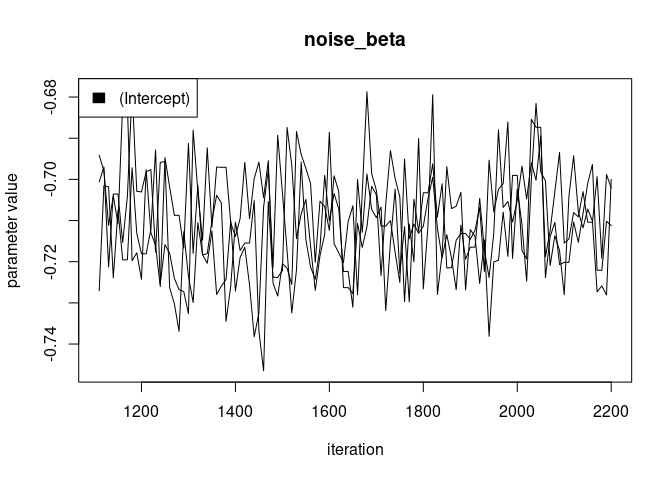 noise_beta
(Intercept)
-0.68
-0.70
-0.72
-0.74
parameter value
1200
1400
1600
1800
2000
2200
iteration